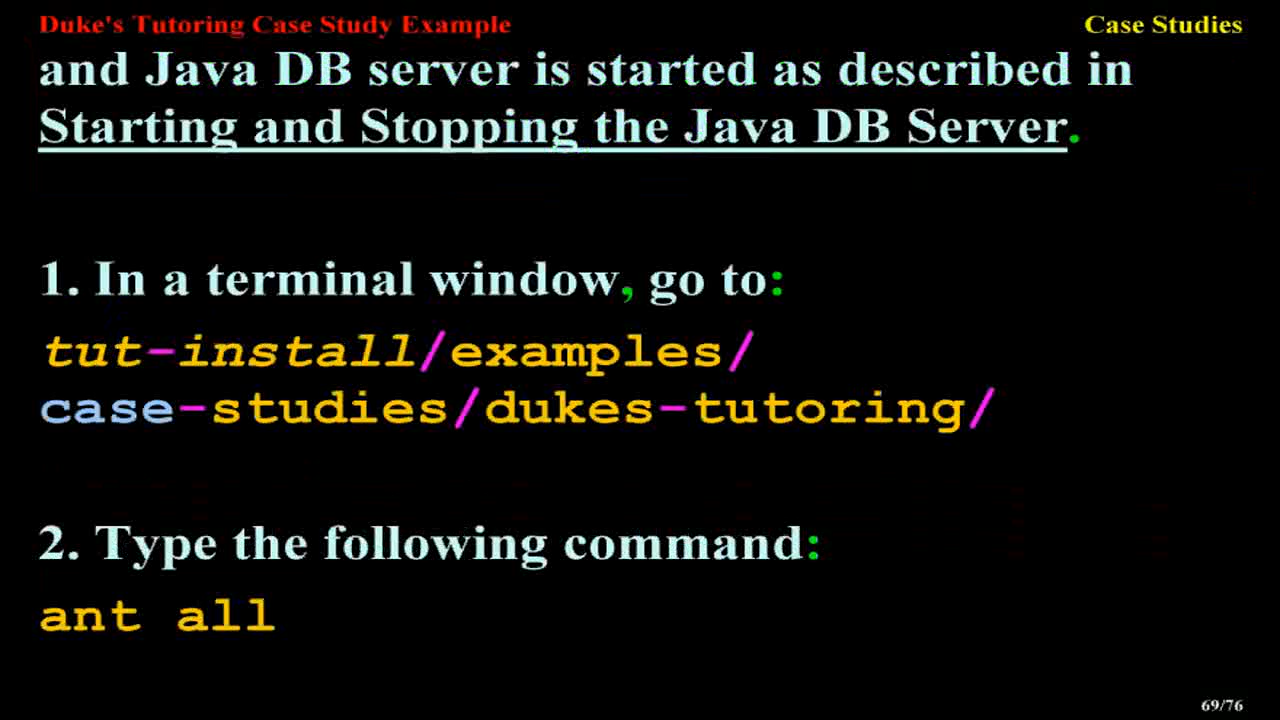 Duke's Tutoring Case Study Example
Case Studies
and Java DB server is started as described in
Starting and Stopping the Java DB Server.
1. In a terminal window, go to:
tut-install/examples/
case-studies/dukes-tutoring/
2. Type the following command:
ant all
69/76